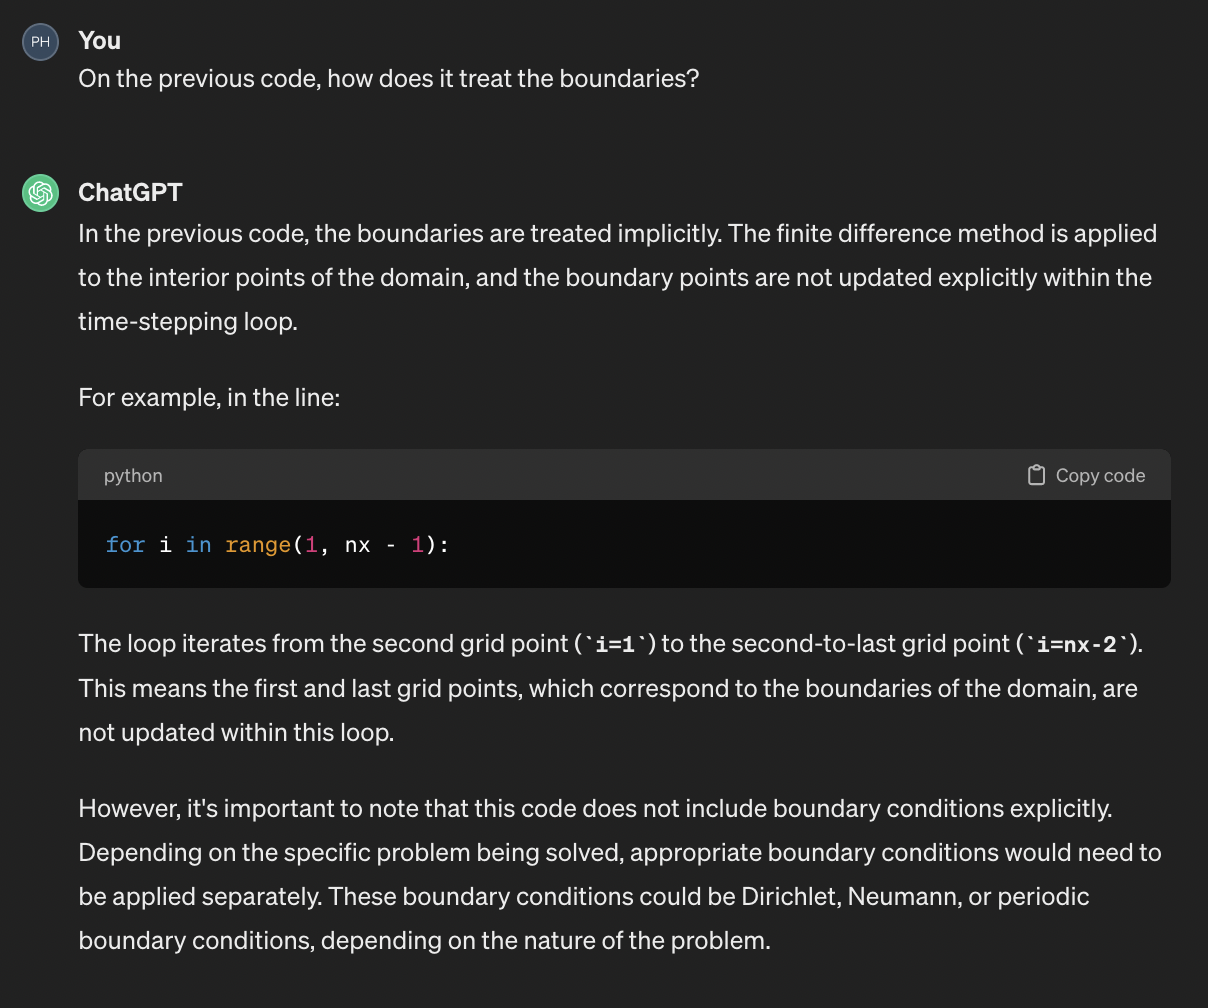 PH
You
On the previous code, how does it treat the boundaries?
ChatGPT
In the previous code, the boundaries are treated implicitly. The finite difference method is applied
to the interior points of the domain, and the boundary points are not updated explicitly within the
time-stepping loop.
For example, in the line:
python
Copy code
for i in range(1, nx - 1):
The loop iterates from the second grid point (`i=1`) to the second-to-last grid point (`i=nx-2`).
This means the first and last grid points, which correspond to the boundaries of the domain, are
not updated within this loop.
However, it's important to note that this code does not include boundary conditions explicitly.
Depending on the specific problem being solved, appropriate boundary conditions would need to
be applied separately. These boundary conditions could be Dirichlet, Neumann, or periodic
boundary conditions, depending on the nature of the problem.